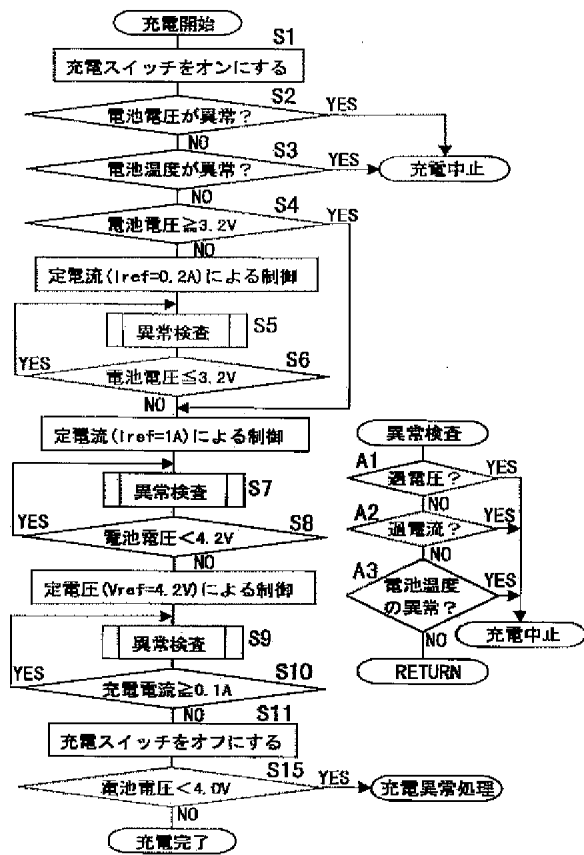 充電開始
S1
充電スイッチをオンにする
S2
電池電圧が異常?
YES
NO
S3
電池温度が異常?
YES
充電中止
NO
S4
電池電圧≧3.2V
YES
NO
定電流(Iref=0.2A)による制御
異常検査
S5
S6
YES
電池電圧≦3.2V
NO
定電流(Iref=1A)による制御
異常検査
S7
YES
S8
電池電圧<4.2V
NO
定電圧(Vref=4.2V)による制御
異常検査
S9
YES
S10
充電電流≧0.1A
NO
S11
充電スイッチをオフにする
S15
電池電圧<4.0V
YES
充電異常処理
NO
充電完了
異常検査
A1
過電圧?
YES
NO
A2
過電流?
YES
NO
A3
電池温度
の異常?
YES
充電中止
NO
RETURN